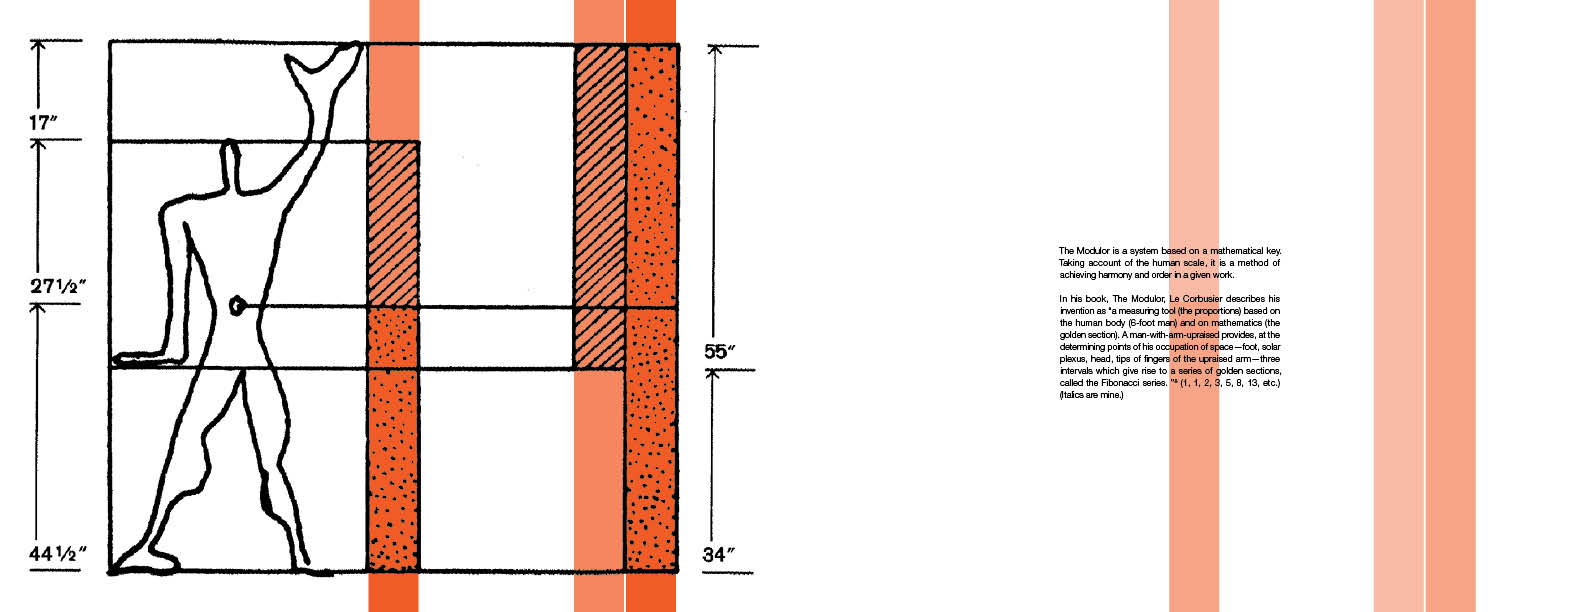 17"
27 1/2"
44 1/2"
55"
34"
The Modulor is a system based on a mathematical key.
Taking account of the human scale, it is a method of
achieving harmony and order in a given work.
In his book, The Modulor, Le Corbusier describes his
invention as "a measuring tool (the proportions) based on
the human body (6-foot man) and on mathematics (the
golden section). A man-with-arm-upraised provides, at the
determining points of his occupation of space—foot, solar
plexus, head, tips of fingers of the upraised arm—three
intervals which give rise to a series of golden sections,
called the Fibonacci series. " (1, 1, 2, 3, 5, 8, 13, etc.)
(Italics are mine.)